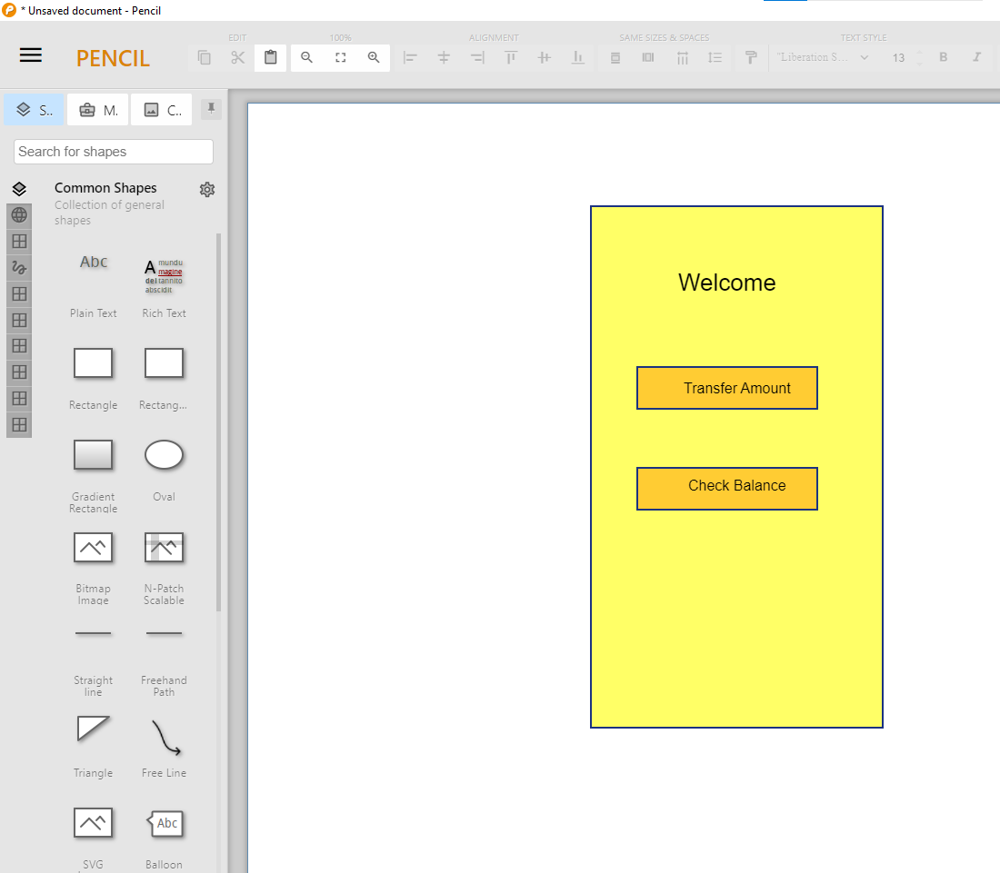 * Unsaved document - Pencil
EDIT
100%
ALIGNMENT
SAME SIZES & SPACES
TEXT STYLE
PENCIL
"Liberation S...
13
B
I
S..
M.
C..
Search for shapes
Common Shapes
Collection of general
shapes
Abc
A mundu
magine
del tannito
abscidit
Plain Text
Rich Text
Rectangle
Rectang...
Gradient
Rectangle
Oval
Bitmap
Image
N-Patch
Scalable
Straight
line
Freehand
Path
Triangle
Free Line
Abc
SVG
Balloon
Welcome
Transfer Amount
Check Balance